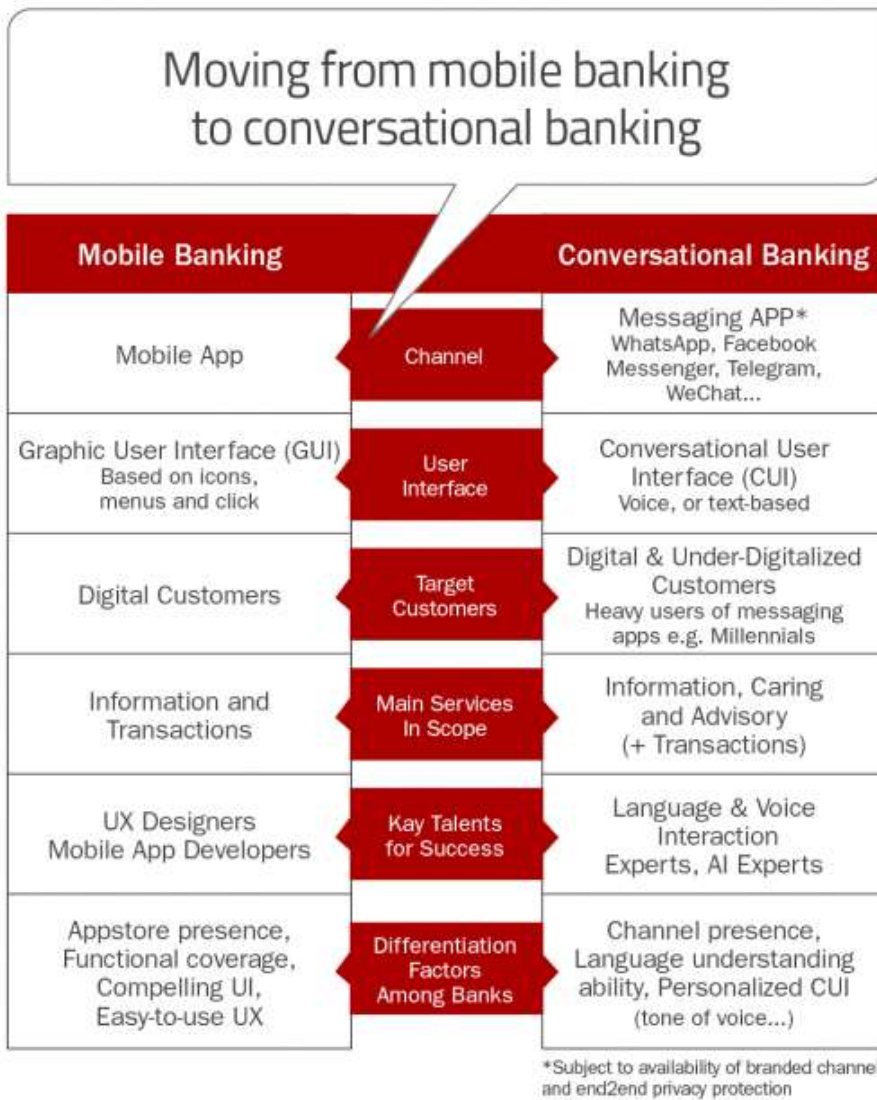 Moving from mobile banking
to conversational banking
Mobile Banking
Conversational Banking
Mobile App
Channel
Messaging APP*
WhatsApp, Facebook
Messenger, Telegram,
WeChat...
Graphic User Interface (GUI)
Based on icons,
menus and click
User
Interface
Conversational User
Interface (CUI)
Voice, or text-based
Digital Customers
Target
Customers
Digital & Under-Digitalized
Customers
Heavy users of messaging
apps e.g. Millennials
Information and
Transactions
Main Services
In Scope
Information, Caring
and Advisory
(+ Transactions)
UX Designers
Mobile App Developers
Kay Talents
for Success
Language & Voice
Interaction
Experts, AI Experts
Appstore presence,
Functional coverage,
Compelling UI,
Easy-to-use UX
Differentiation
Factors
Among Banks
Channel presence,
Language understanding
ability, Personalized CUI
(tone of voice...)
*Subject to availability of branded channel
and end2end privacy protection